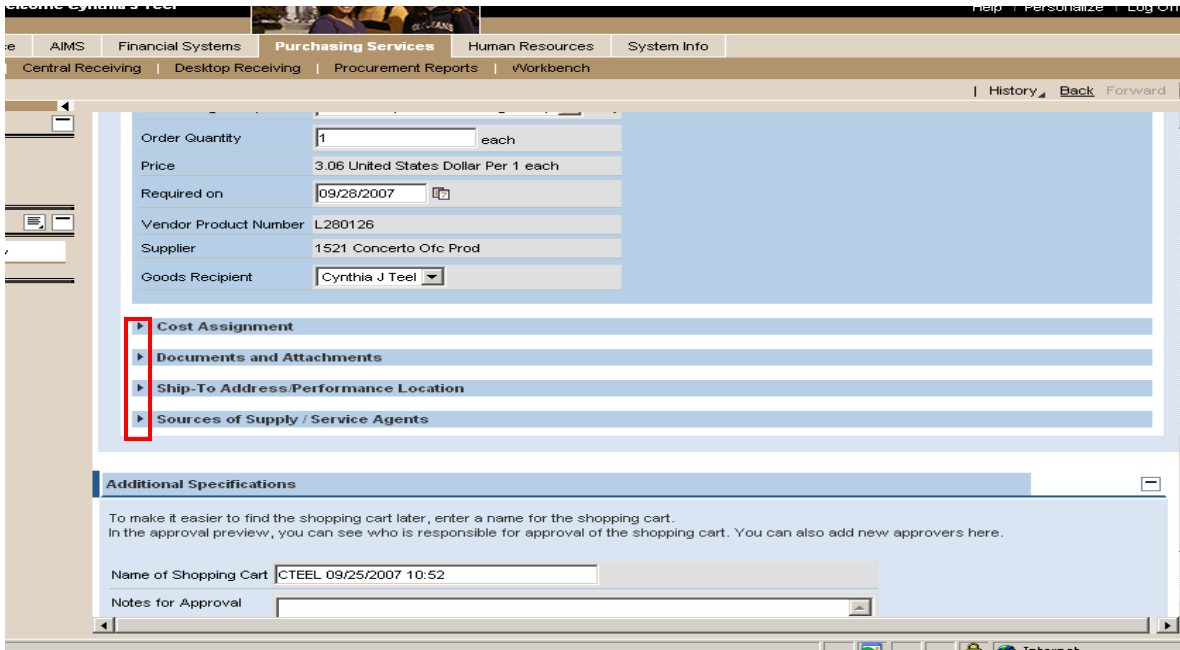 Welcome Cynthia J Teel
Help | Personalize | Log Off
AIMS Financial Systems Purchasing Services Human Resources System Info
| Central Receiving | Desktop Receiving | Procurement Reports | Workbench
| History Back Forward
Order Quantity 1 each
Price 3.06 United States Dollar Per 1 each
Required on 09/28/2007
Vendor Product Number L280126
Supplier 1521 Concerto Ofc Prod
Goods Recipient Cynthia J Teel
Cost Assignment
Documents and Attachments
Ship-To Address/Performance Location
Sources of Supply / Service Agents
Additional Specifications
To make it easier to find the shopping cart later, enter a name for the shopping cart.
In the approval preview, you can see who is responsible for approval of the shopping cart. You can also add new approvers here.
Name of Shopping Cart CTEEL 09/25/2007 10:52
Notes for Approval
Internet